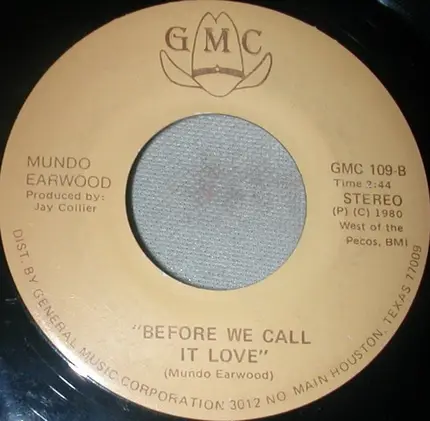 GMC
MUNDO
EARWOOD
Produced by:
Jay Collier
GMC 109-B
Time 2:44
STEREO
(P) (C) 1980
West of the
Pecos, BMI
"BEFORE WE CALL
IT LOVE"
(Mundo Earwood)
DIST. BY GENERAL MUSIC CORPORATION 3012 NO MAIN HOUSTON, TEXAS 77009